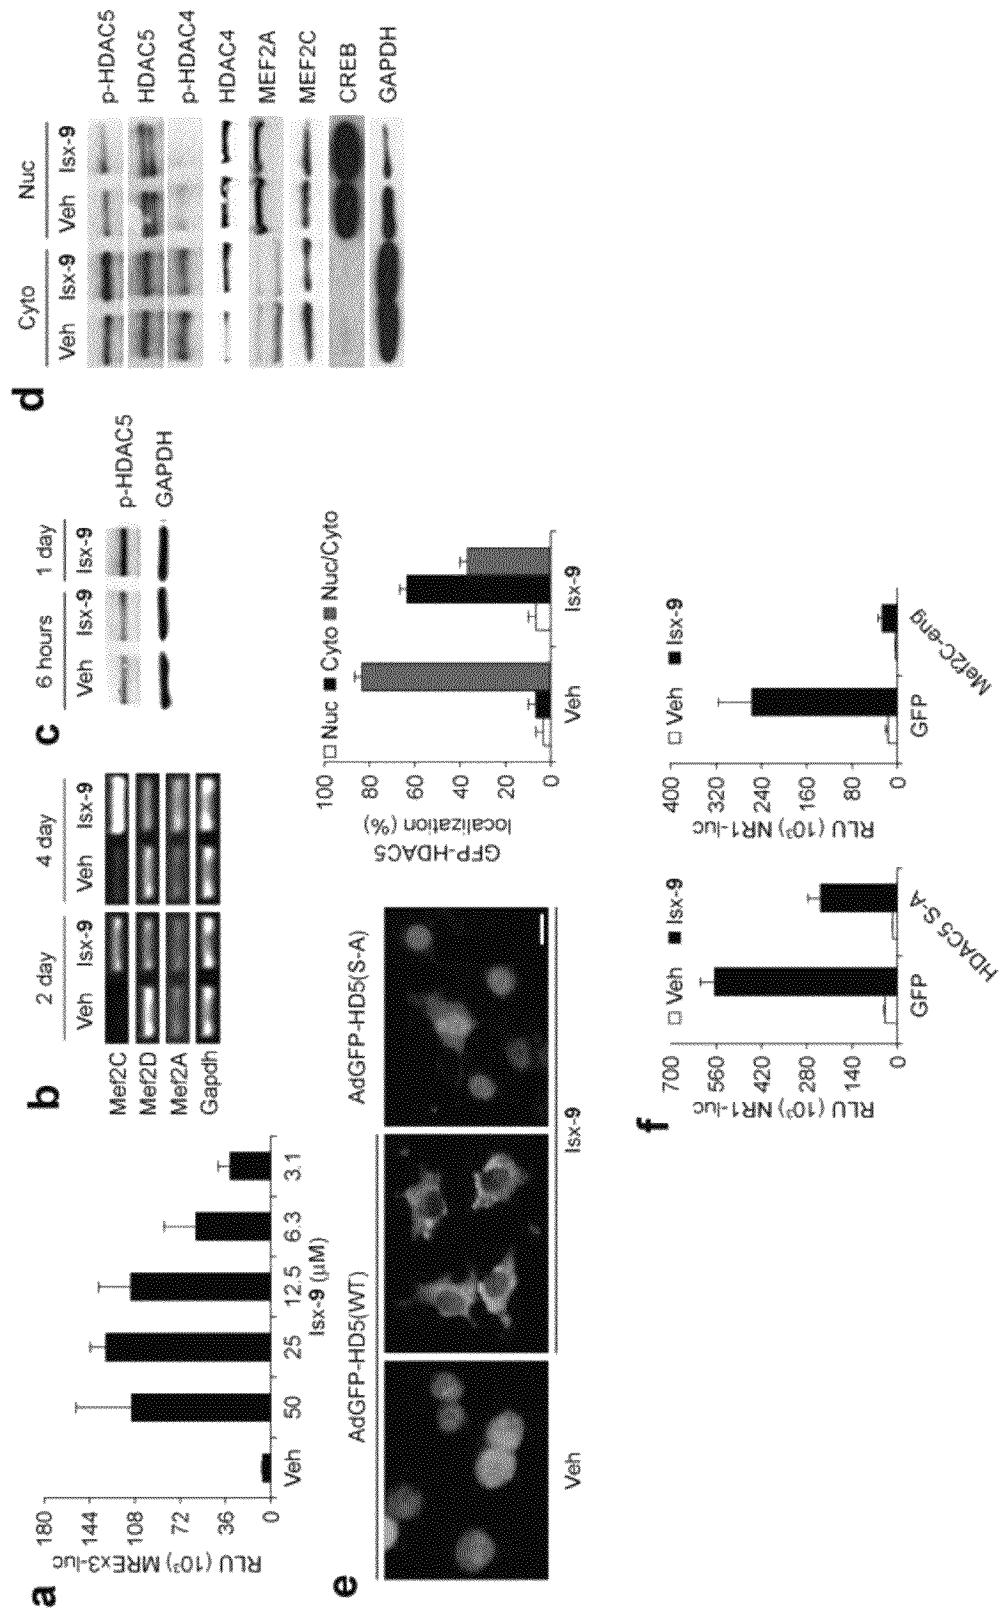 a
RLU (10³) MREx3-luc
180
144
108
72
36
0
Veh 50 25 12.5 6.3 3.1
Isx-9 (µM)
b
2 day 4 day
Veh Isx-9 Veh Isx-9
Mef2C
Mef2D
Mef2A
Gapdh
c
6 hours 1 day
Veh Isx-9 Isx-9
p-HDAC5
GAPDH
d
Cyto Nuc
Veh Isx-9 Veh Isx-9
p-HDAC5
HDAC5
p-HDAC4
HDAC4
MEF2A
MEF2C
CREB
GAPDH
e
AdGFP-HD5(WT) AdGFP-HD5(S-A)
Veh Isx-9
GFP-HDAC5
localization (%)
100
80
60
40
20
0
Nuc Cyto Nuc/Cyto
Veh Isx-9
f
RLU (10³) NR1-luc
700
560
420
280
140
0
Veh Isx-9
GFP HDAC5 S-A
RLU (10³) NR1-luc
400
320
240
160
80
0
Veh Isx-9
GFP Mef2C-eng